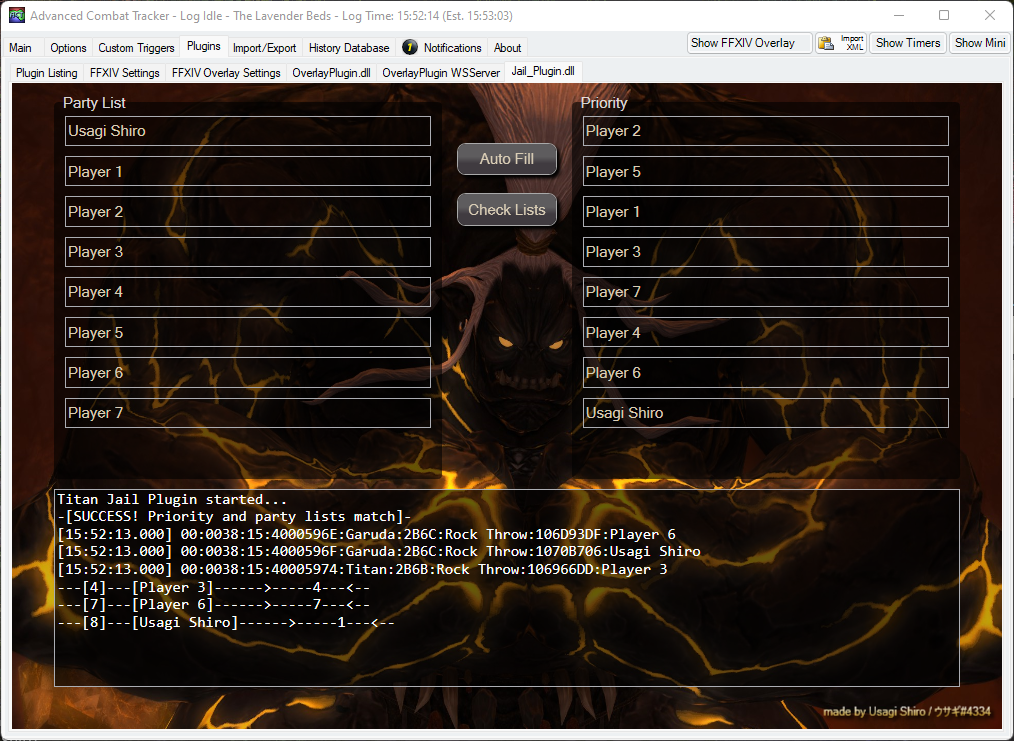 Advanced Combat Tracker - Log Idle - The Lavender Beds - Log Time: 15:52:14 (Est. 15:53:03)
Main Options Custom Triggers Plugins Import/Export History Database 1 Notifications About Show FFXIV Overlay Import XML Show Timers Show Mini
Plugin Listing FFXIV Settings FFXIV Overlay Settings OverlayPlugin.dll OverlayPlugin WSServer Jail_Plugin.dll
Party List
Usagi Shiro
Player 1
Player 2
Player 3
Player 4
Player 5
Player 6
Player 7
Auto Fill
Check Lists
Priority
Player 2
Player 5
Player 1
Player 3
Player 7
Player 4
Player 6
Usagi Shiro
Titan Jail Plugin started...
-[SUCCESS! Priority and party lists match]-
[15:52:13.000] 00:0038:15:4000596E:Garuda:2B6C:Rock Throw:106D93DF:Player 6
[15:52:13.000] 00:0038:15:4000596F:Garuda:2B6C:Rock Throw:1070B706:Usagi Shiro
[15:52:13.000] 00:0038:15:40005974:Titan:2B6B:Rock Throw:106966DD:Player 3
---[4]---[Player 3]------>-----4---<--
---[7]---[Player 6]------>-----7---<--
---[8]---[Usagi Shiro]------>-----1---<--
made by Usagi Shiro / ウサギ#4334